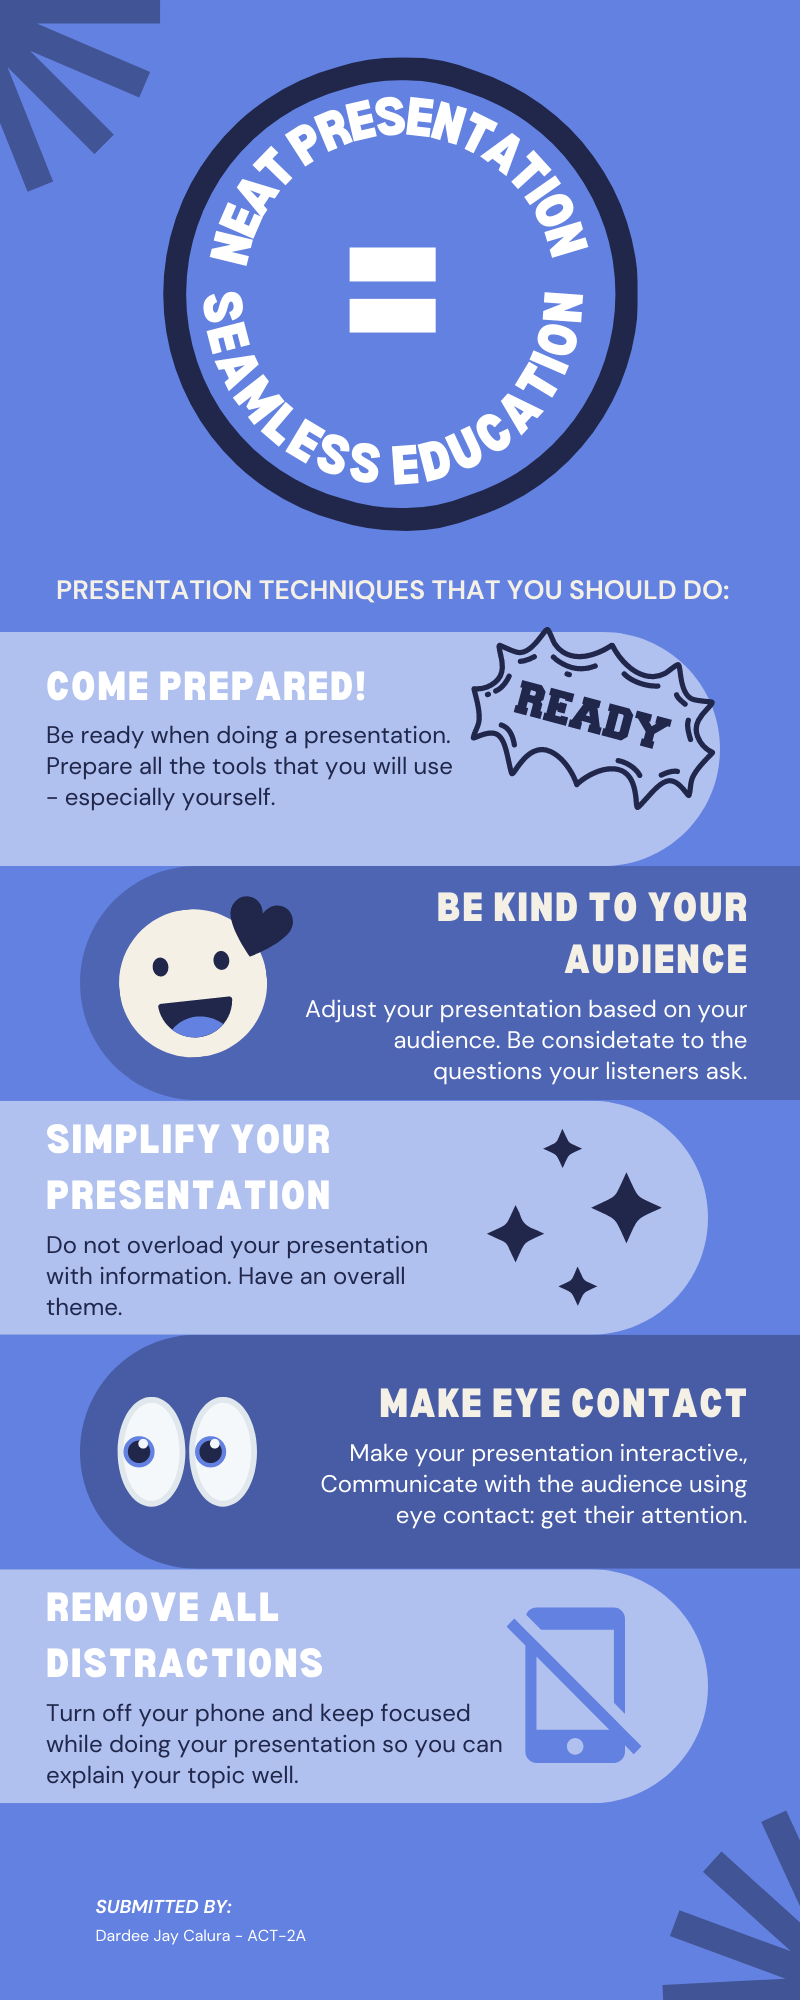 NEAT PRESENTATION
=
SEAMLESS EDUCATION
PRESENTATION TECHNIQUES THAT YOU SHOULD DO:
COME PREPARED!
Be ready when doing a presentation.
Prepare all the tools that you will use
- especially yourself.
READY
BE KIND TO YOUR
AUDIENCE
Adjust your presentation based on your
audience. Be considetate to the
questions your listeners ask.
SIMPLIFY YOUR
PRESENTATION
Do not overload your presentation
with information. Have an overall
theme.
MAKE EYE CONTACT
Make your presentation interactive.,
Communicate with the audience using
eye contact: get their attention.
REMOVE ALL
DISTRACTIONS
Turn off your phone and keep focused
while doing your presentation so you can
explain your topic well.
SUBMITTED BY:
Dardee Jay Calura - ACT-2A